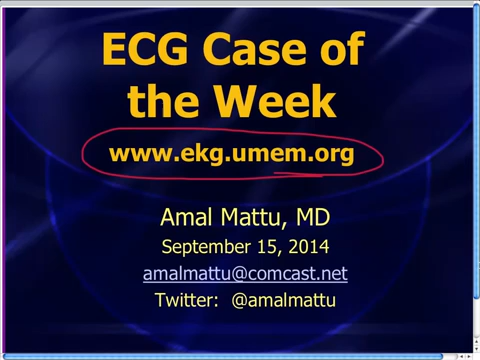 ECG Case of
the Week
www.ekg.umem.org
Amal Mattu, MD
September 15, 2014
amalmattu@comcast.net
Twitter:  @amalmattu